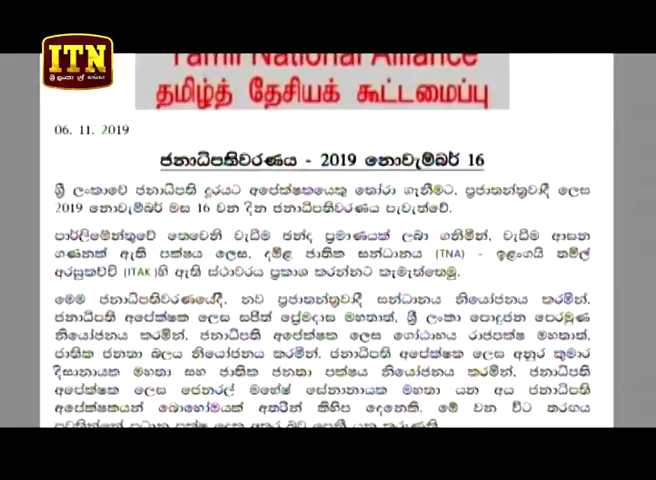 ITN
ශ්‍රී ලංකා
Tamil National Alliance
தமிழ்த் தேசியக் கூட்டமைப்பு
06. 11. 2019
ජනාධිපතිවරණය - 2019 නොවැම්බර් 16
ශ්‍රී ලංකාවේ ජනාධිපති ධූරයට අපේක්ෂකයෙකු තෝරා ගැනීමට, ප්‍රජාතන්ත්‍රවාදී ලෙස
2019 නොවැම්බර් මස 16 වන දින ජනාධිපතිවරණය පැවැත්වේ.
පාර්ලිමේන්තුවේ තෙවෙනි වැඩිම ඡන්ද ප්‍රමාණයක් ලබා ගනිමින්, වැඩිම ආසන
ගණනක් ඇති පක්ෂය ලෙස, දමිළ ජාතික සන්ධානය (TNA) - ඉළංගයි තමිල්
අරසුකච්චි (ITAK)හි ඇති ස්ථාවරය ප්‍රකාශ කරන්නට කැමැත්තෙමු.
මෙම ජනාධිපතිවරණයේදී, නව ප්‍රජාතන්ත්‍රවාදී සන්ධානය නියෝජනය කරමින්,
ජනාධිපති අපේක්ෂක ලෙස සජිත් ප්‍රේමදාස මහතාත්, ශ්‍රී ලංකා පොදුජන පෙරමුණ
නියෝජනය කරමින්, ජනාධිපති අපේක්ෂක ලෙස ගෝඨාභය රාජපක්ෂ මහතාත්,
ජාතික ජනතා බලය නියෝජනය කරමින්, ජනාධිපති අපේක්ෂක ලෙස අනුර කුමාර
දිසානායක මහතා සහ ජාතික ජනතා පක්ෂය නියෝජනය කරමින්, ජනාධිපති
අපේක්ෂක ලෙස ජෙනරල් මහේෂ් සේනානායක මහතා යන අය ජනාධිපති
අපේක්ෂකයන් බොහෝමයක් අතරින් කිහිප දෙනෙකි. මේ වන විට තරඟය